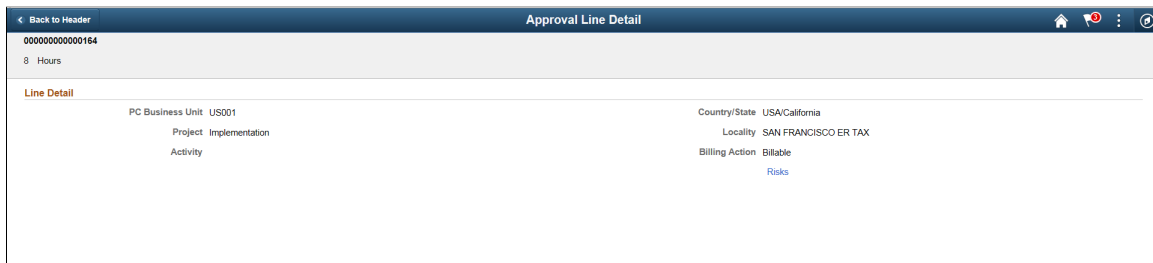 Back to Header
Approval Line Detail
3
000000000000164
8 Hours
Line Detail
PC Business Unit US001
Country/State USA/California
Project Implementation
Locality SAN FRANCISCO ER TAX
Activity
Billing Action Billable
Risks